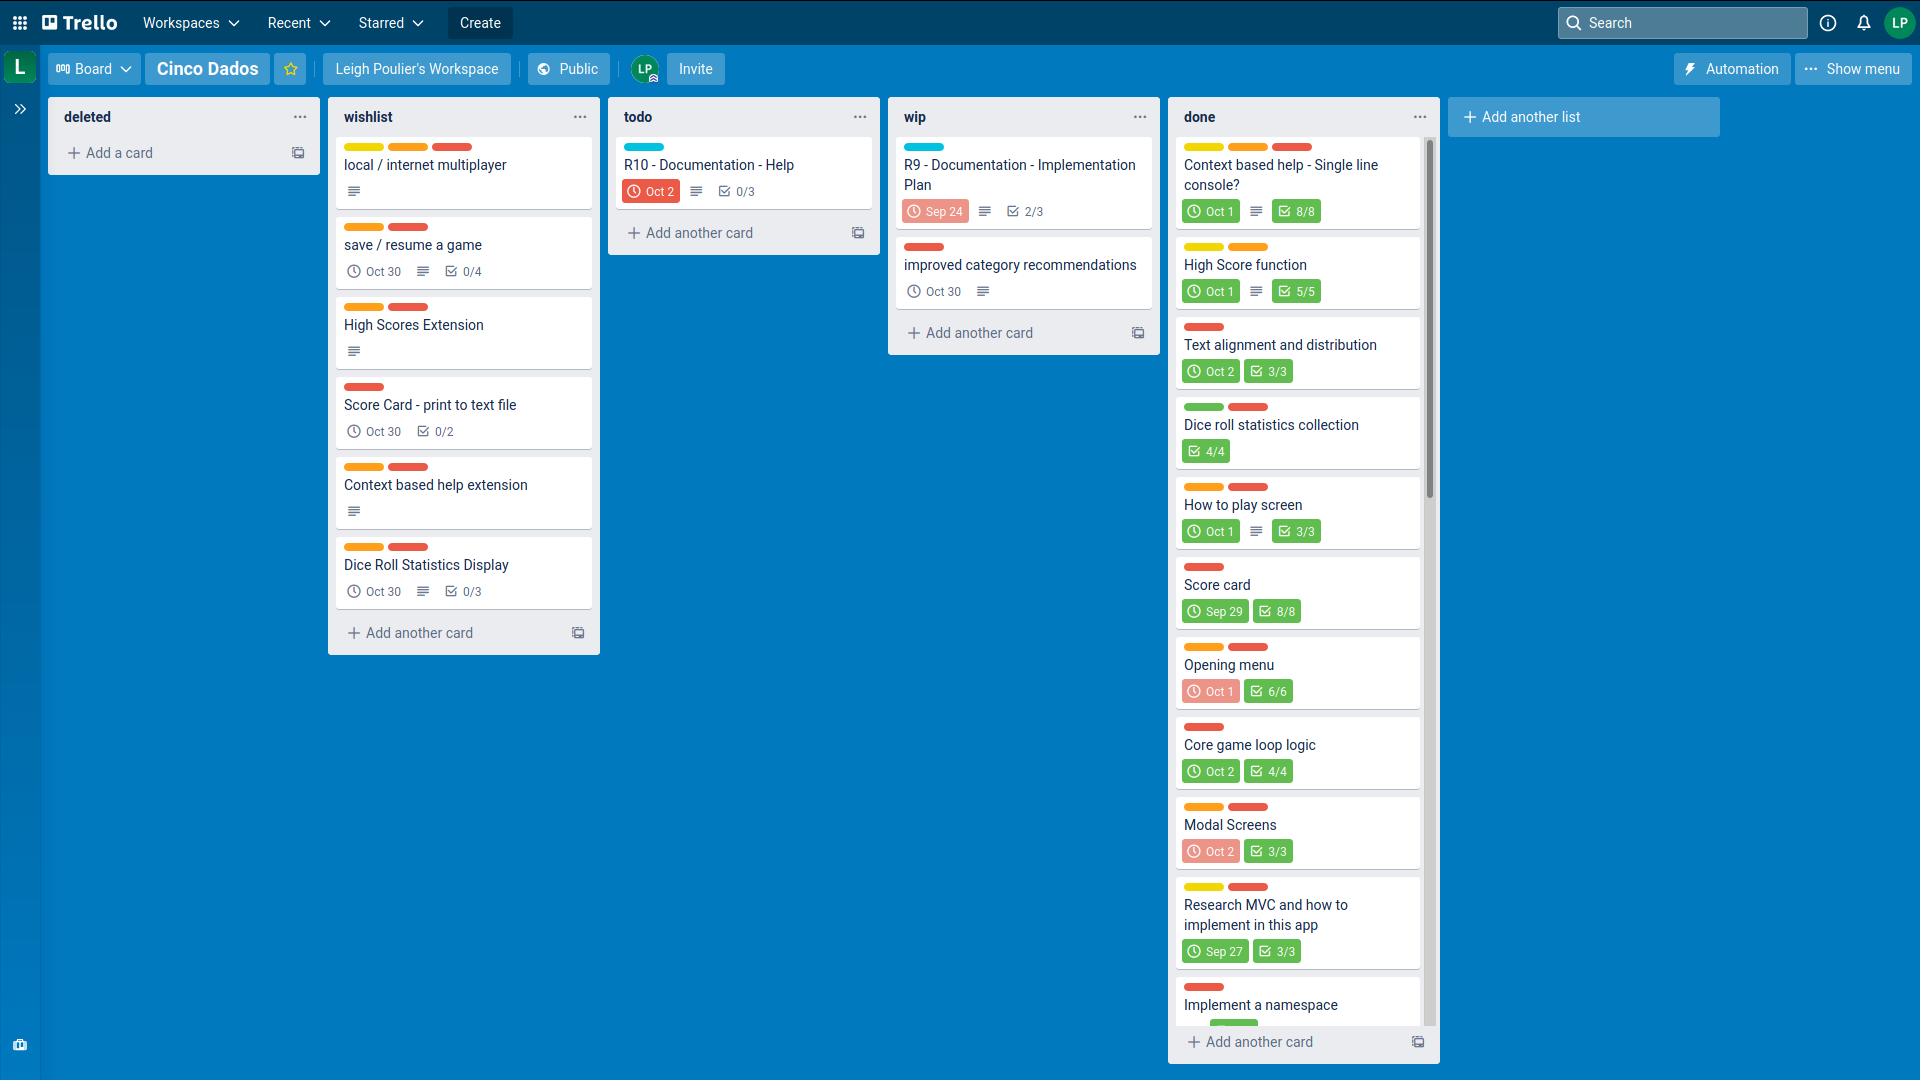 Trello
Workspaces
Recent
Starred
Create
Search
LP
L
Board
Cinco Dados
Leigh Poulier's Workspace
Public
LP
Invite
Automation
Show menu
deleted
Add a card
wishlist
local / internet multiplayer
save / resume a game
Oct 30
0/4
High Scores Extension
Score Card - print to text file
Oct 30
0/2
Context based help extension
Dice Roll Statistics Display
Oct 30
0/3
Add another card
todo
R10 - Documentation - Help
Oct 2
0/3
Add another card
wip
R9 - Documentation - Implementation
Plan
Sep 24
2/3
improved category recommendations
Oct 30
Add another card
done
Context based help - Single line
console?
Oct 1
8/8
High Score function
Oct 1
5/5
Text alignment and distribution
Oct 2
3/3
Dice roll statistics collection
4/4
How to play screen
Oct 1
3/3
Score card
Sep 29
8/8
Opening menu
Oct 1
6/6
Core game loop logic
Oct 2
4/4
Modal Screens
Oct 2
3/3
Research MVC and how to
implement in this app
Sep 27
3/3
Implement a namespace
Add another card
Add another list